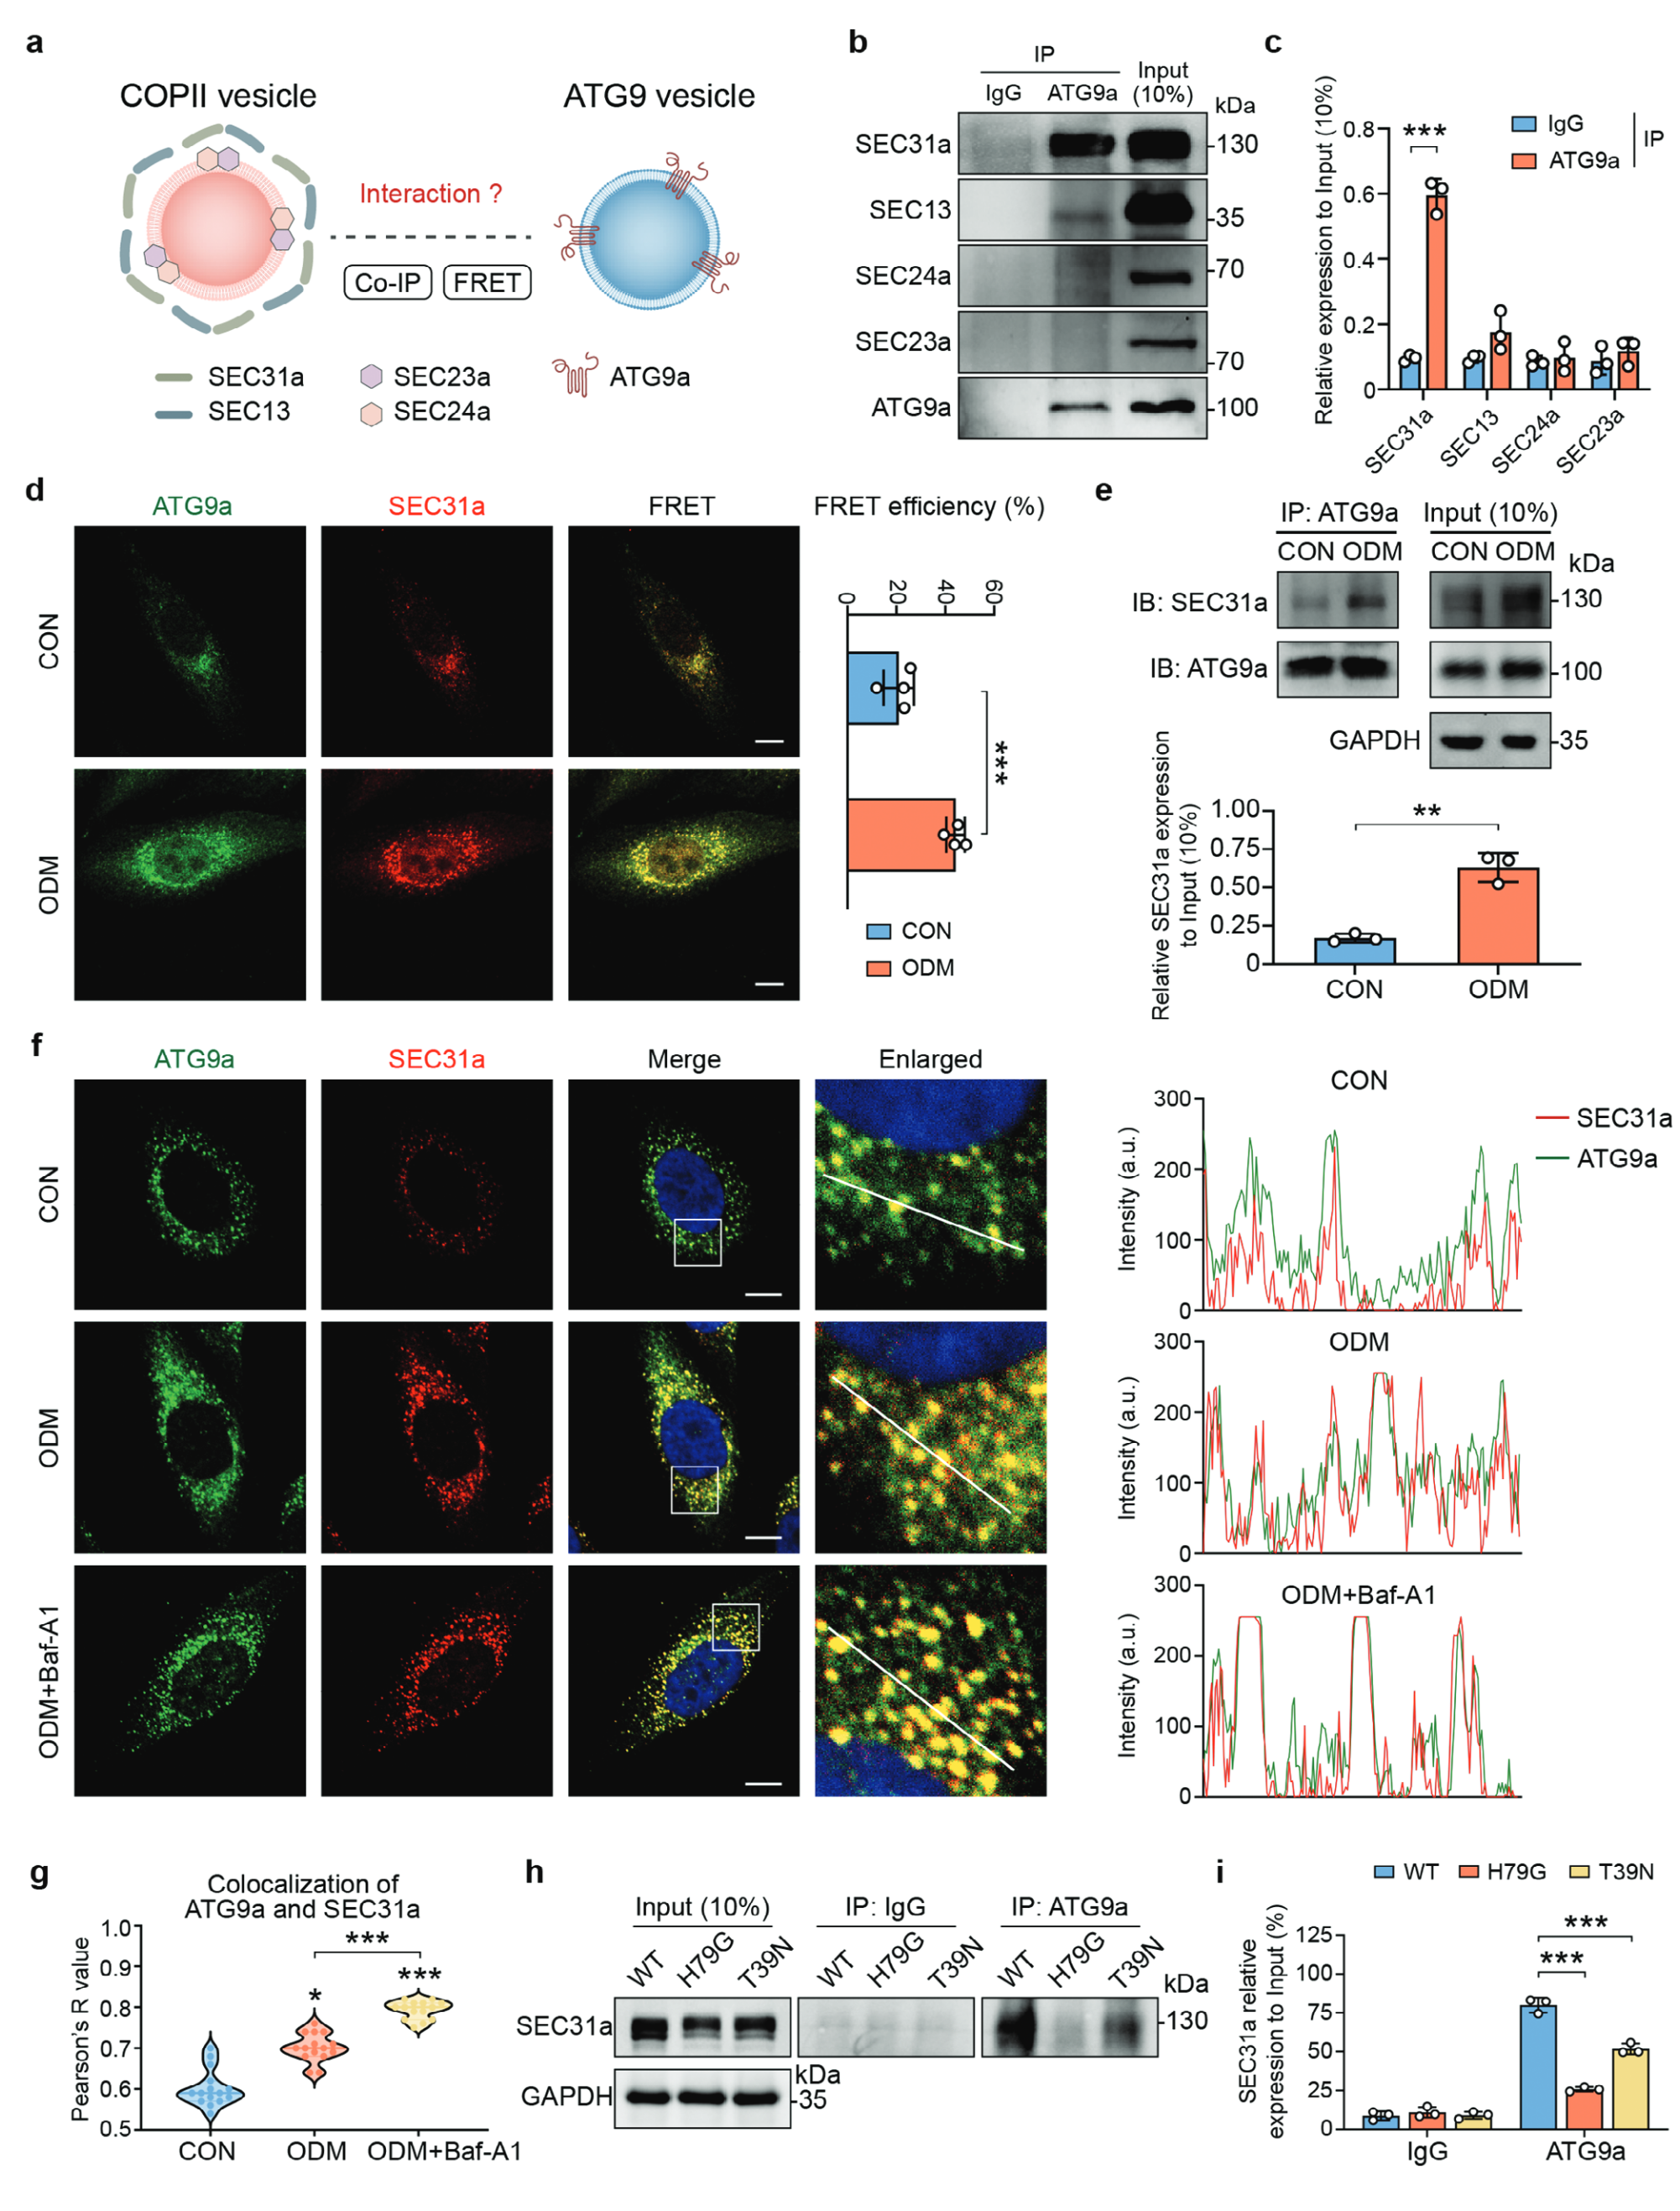 a
COPII vesicle
ATG9 vesicle
Interaction ?
Co-IP
FRET
SEC31a
SEC23a
ATG9a
SEC13
SEC24a
b
IP
Input
(10%)
IgG
ATG9a
kDa
SEC31a
130
SEC13
35
SEC24a
70
SEC23a
70
ATG9a
100
c
Relative expression to Input (10%)
0.8
0.6
0.4
0.2
0
***
IgG
ATG9a
IP
SEC31a
SEC13
SEC24a
SEC23a
d
ATG9a
SEC31a
FRET
FRET efficiency (%)
CON
ODM
0
20
40
60
***
CON
ODM
e
IP: ATG9a
Input (10%)
CON ODM
CON ODM
kDa
IB: SEC31a
130
IB: ATG9a
100
GAPDH
35
Relative SEC31a expression
to Input (10%)
1.00
0.75
0.50
0.25
0
**
CON
ODM
f
ATG9a
SEC31a
Merge
Enlarged
CON
ODM
ODM+Baf-A1
CON
300
200
100
0
Intensity (a.u.)
SEC31a
ATG9a
ODM
300
200
100
0
Intensity (a.u.)
ODM+Baf-A1
300
200
100
0
Intensity (a.u.)
g
Colocalization of
ATG9a and SEC31a
Pearson's R value
1.0
0.9
0.8
0.7
0.6
0.5
***
*
***
CON
ODM
ODM+Baf-A1
h
Input (10%)
IP: IgG
IP: ATG9a
WT
H79G
T39N
WT
H79G
T39N
WT
H79G
T39N
kDa
SEC31a
130
kDa
GAPDH
35
i
WT
H79G
T39N
SEC31a relative
expression to Input (%)
125
100
75
50
25
0
***
***
IgG
ATG9a